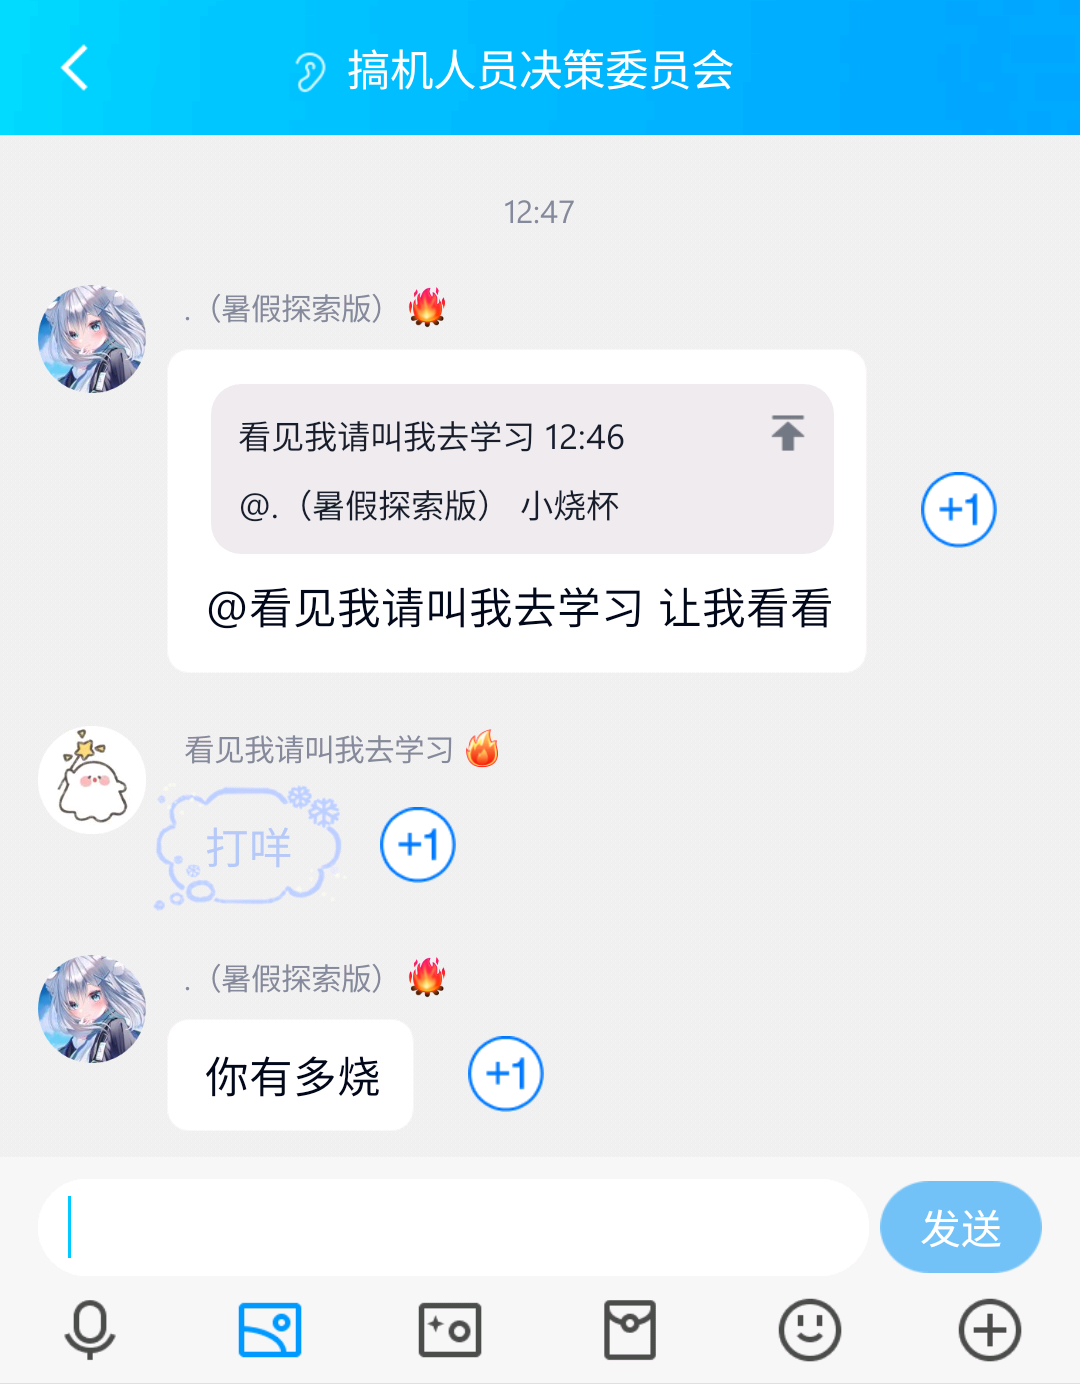 搞机人员决策委员会
12:47
.（暑假探索版）
看见我请叫我去学习 12:46
@.（暑假探索版） 小烧杯
@看见我请叫我去学习 让我看看
+1
看见我请叫我去学习
打咩
+1
.（暑假探索版）
你有多烧
+1
发送